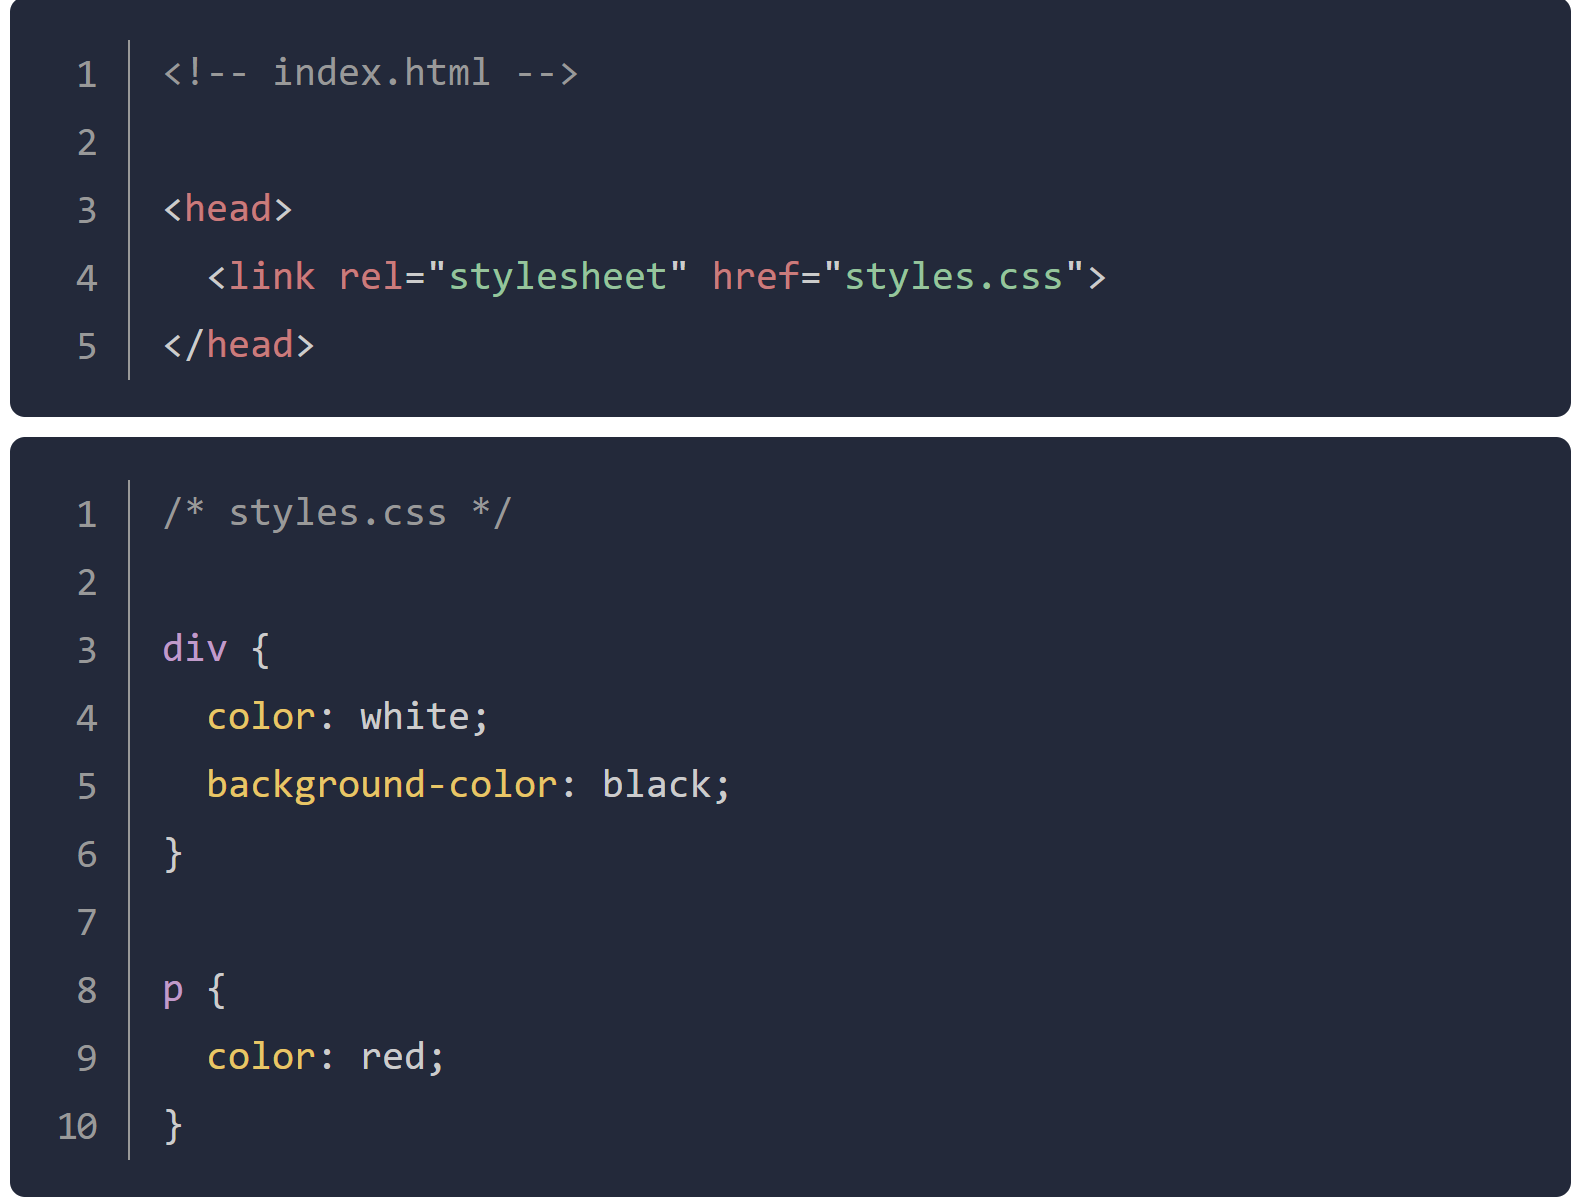 1 <!-- index.html -->
2
3 <head>
4   <link rel="stylesheet" href="styles.css">
5 </head>
1 /* styles.css */
2
3 div {
4   color: white;
5   background-color: black;
6 }
7
8 p {
9   color: red;
10 }